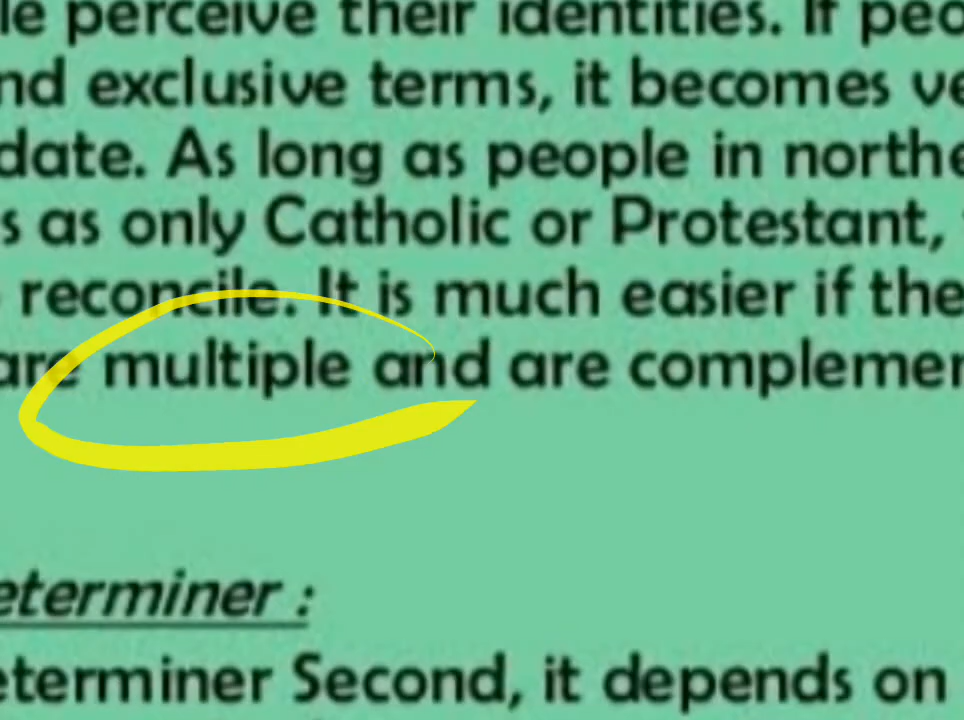 le perceive their identities. If peo
nd exclusive terms, it becomes ve
date. As long as people in northe
s as only Catholic or Protestant,
reconcile. It is much easier if the
are multiple and are complemen
eterminer :
eterminer Second, it depends on